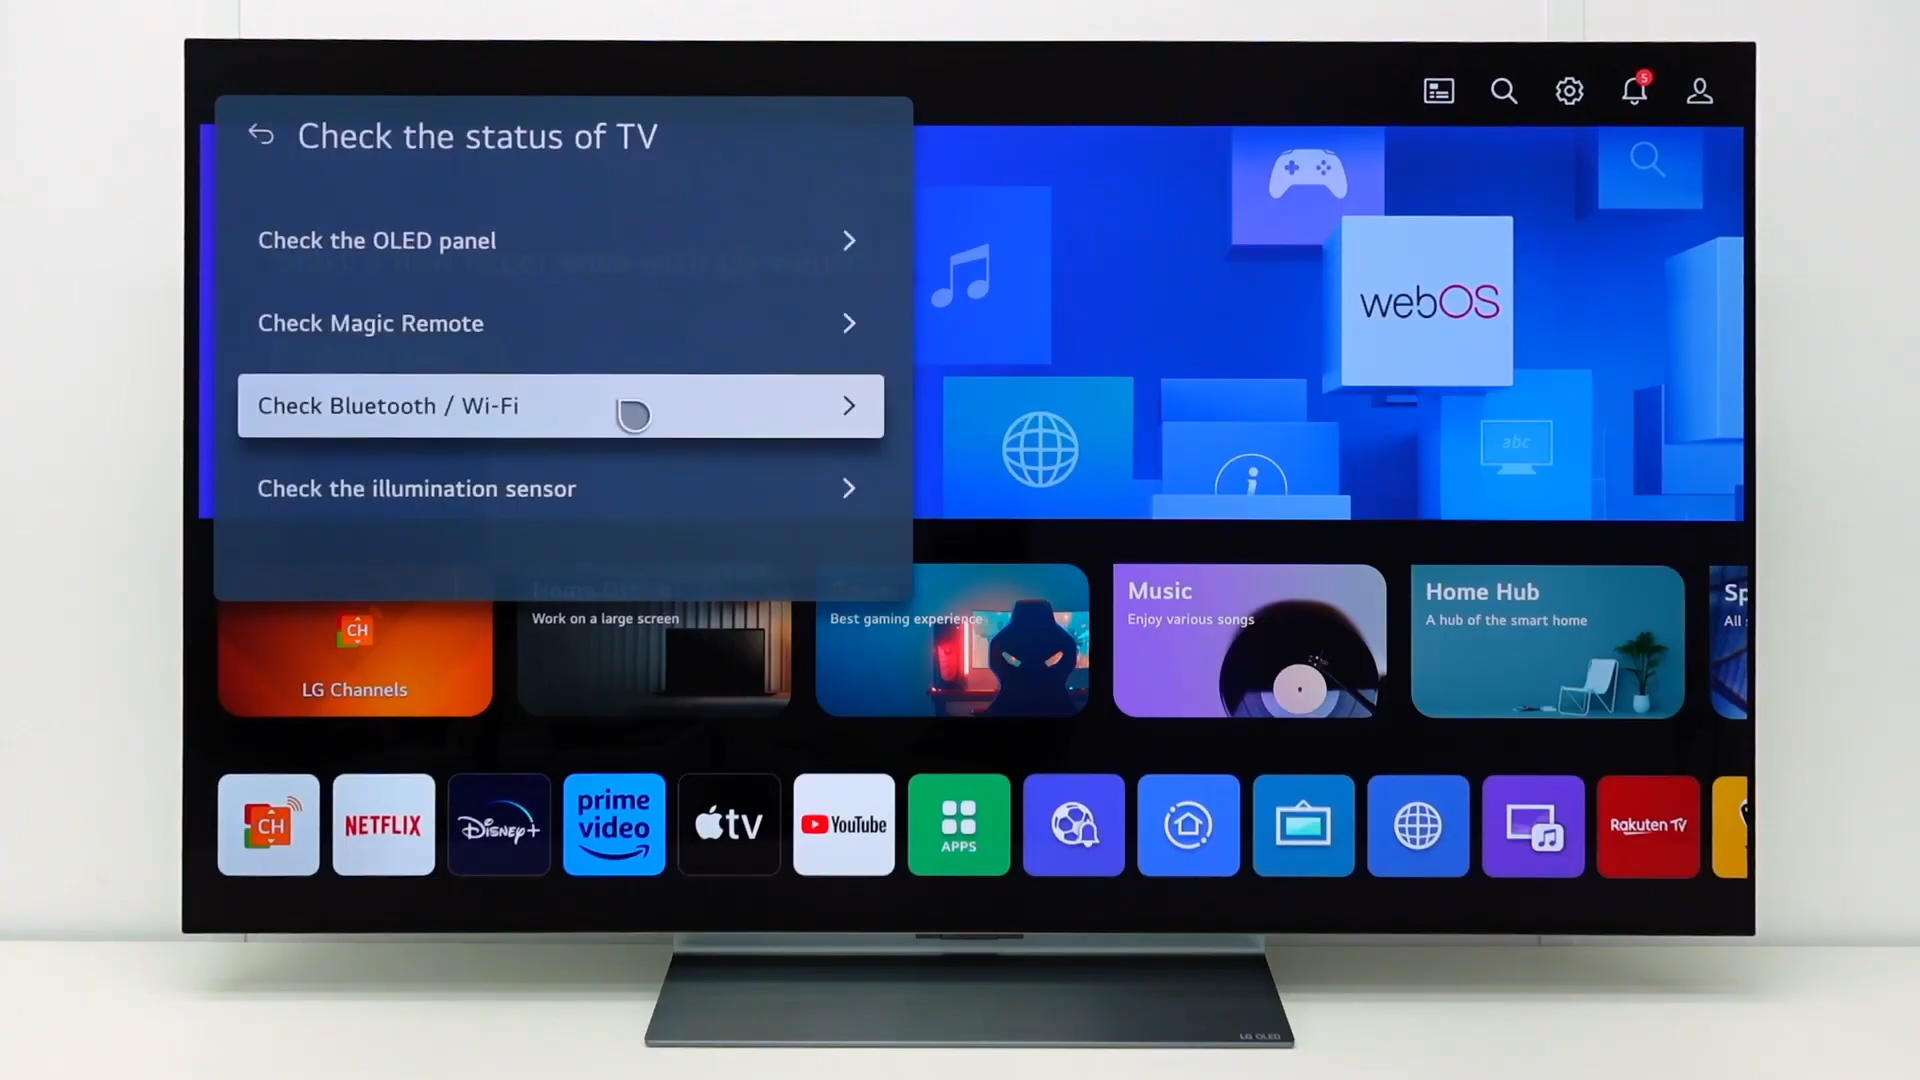 5
Check the status of TV
Check the OLED panel
Check Magic Remote
Check Bluetooth / Wi-Fi
Check the illumination sensor
webOS
abc
i
CH
LG Channels
Work on a large screen
Best gaming experience
Music
Enjoy various songs
Home Hub
A hub of the smart home
Sp
All
CH
NETFLIX
Disney+
prime video
tv
YouTube
APPS
Rakuten TV
LG OLED